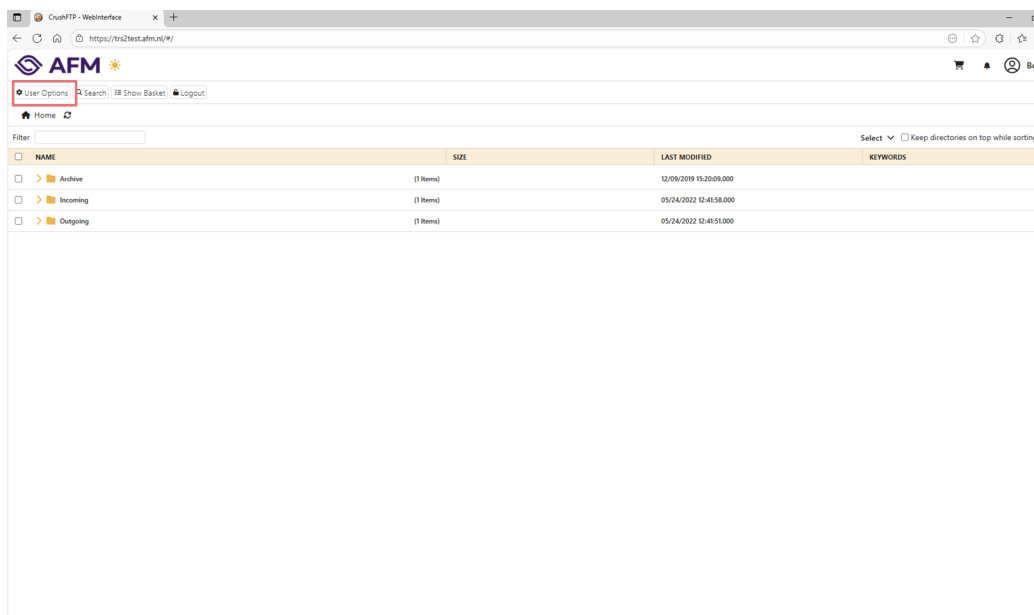 CrushFTP - WebInterface
https://trs2test.afm.nl/#/
AFM
User Options Search Show Basket Logout
Home
Filter Select Keep directories on top while sorting
NAME SIZE LAST MODIFIED KEYWORDS
Archive (1 Items) 12/09/2019 15:20:09.000
Incoming (1 Items) 05/24/2022 12:41:58.000
Outgoing (1 Items) 05/24/2022 12:41:51.000